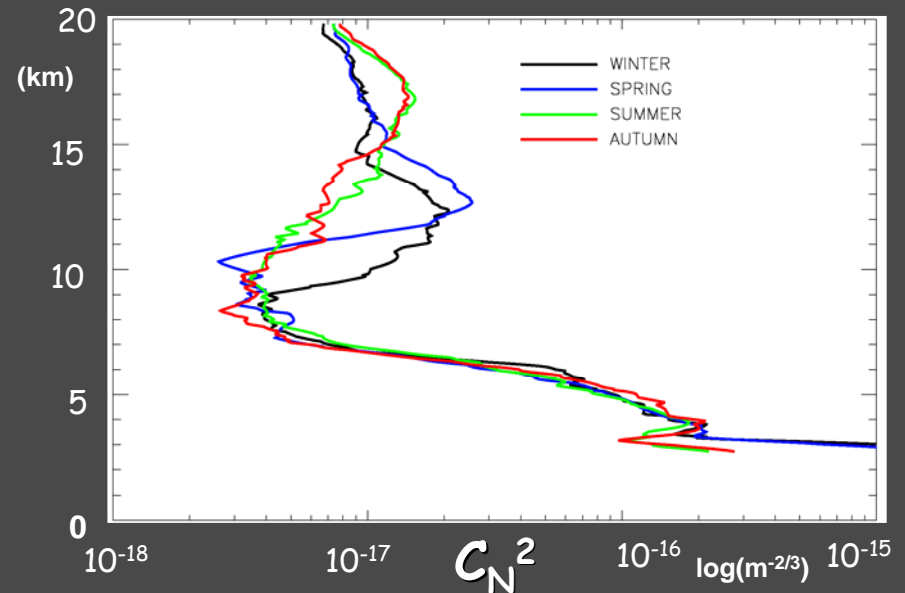 20
(km)
WINTER
SPRING
SUMMER
AUTUMN
15
10
5
0
10-18
10-17
CN2
10-16
log(m-2/3)
10-15